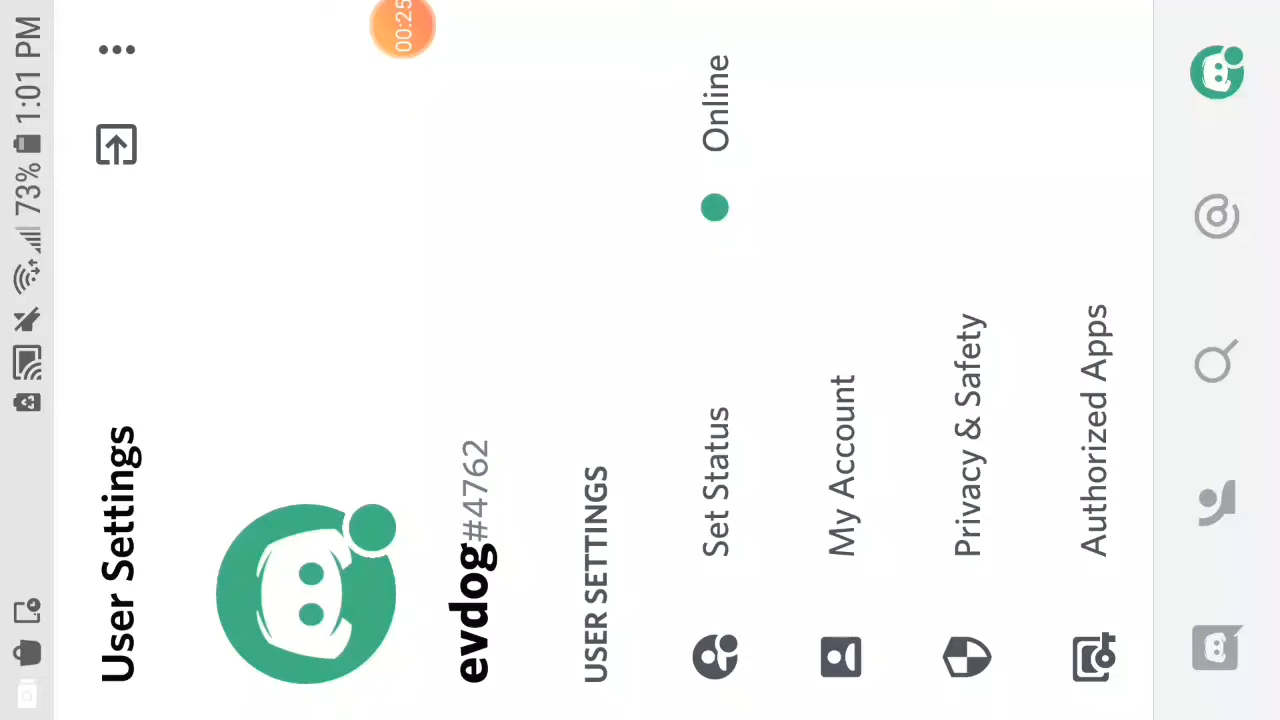 73% 1:01 PM
User Settings
00:25
evdog#4762
USER SETTINGS
Set Status Online
My Account
Privacy & Safety
Authorized Apps